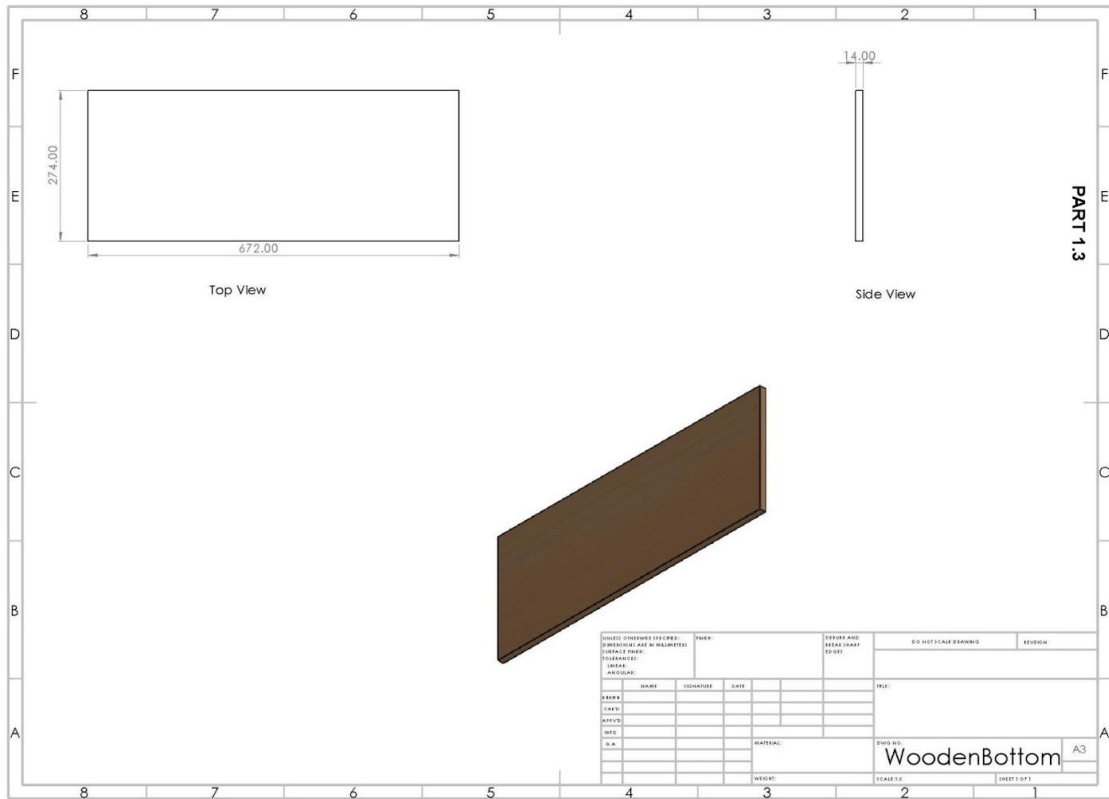 8 7 6 5 4 3 2 1
F
E
D
C
B
A
F
E
D
C
B
A
274.00
672.00
Top View
14.00
Side View
PART 1.3
UNLESS OTHERWISE SPECIFIED:
DIMENSIONS ARE IN MILLIMETERS
SURFACE FINISH:
TOLERANCES:
LINEAR:
ANGULAR:
FINISH:
DEBURR AND
BREAK SHARP
EDGES
DO NOT SCALE DRAWING
REVISION
NAME SIGNATURE DATE
DRAWN
CHK'D
APPV'D
MFG
Q.A
MATERIAL:
WEIGHT:
TITLE:
DWG NO.
WoodenBottom
A3
SCALE:1:5
SHEET 1 OF 1
8 7 6 5 4 3 2 1